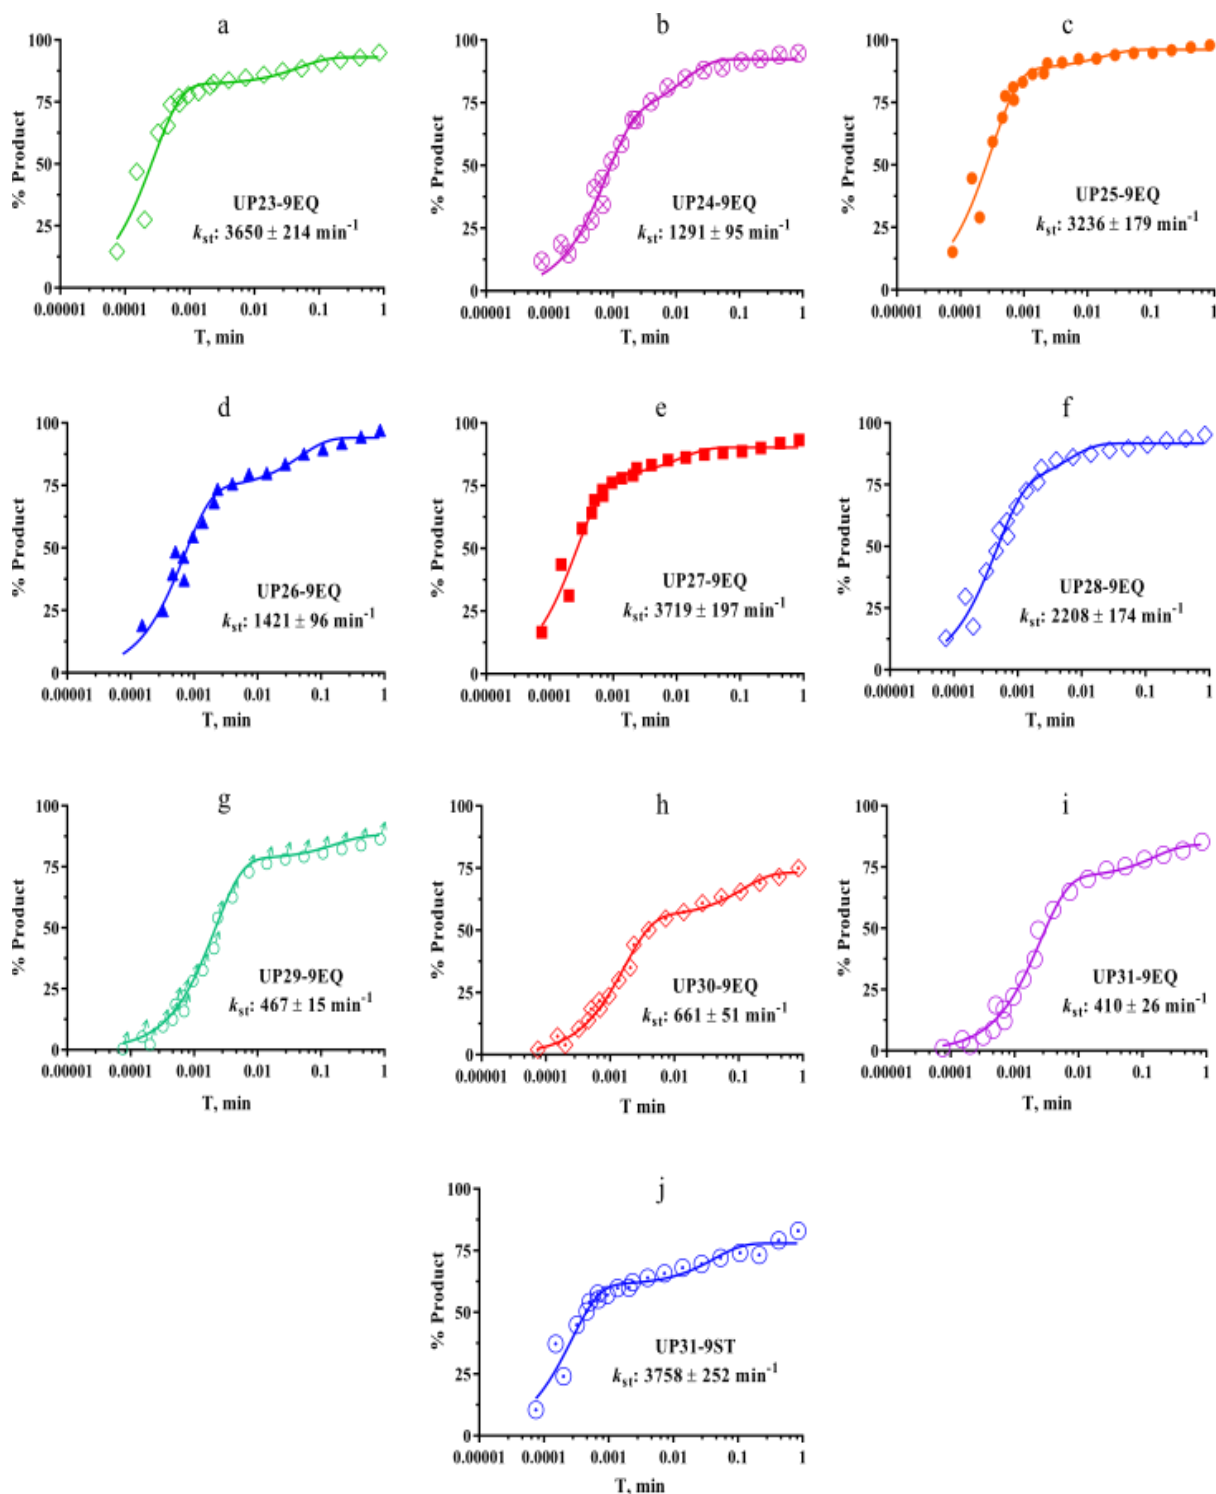 a
100
75
50
25
0
% Product
UP23-9EQ
kst: 3650 ± 214 min-1
0.00001 0.0001 0.001 0.01 0.1 1
T, min
b
100
75
50
25
0
% Product
UP24-9EQ
kst: 1291 ± 95 min-1
0.00001 0.0001 0.001 0.01 0.1 1
T, min
c
100
75
50
25
0
% Product
UP25-9EQ
kst: 3236 ± 179 min-1
0.00001 0.0001 0.001 0.01 0.1 1
T, min
d
100
75
50
25
0
% Product
UP26-9EQ
kst: 1421 ± 96 min-1
0.00001 0.0001 0.001 0.01 0.1 1
T, min
e
100
75
50
25
0
% Product
UP27-9EQ
kst: 3719 ± 197 min-1
0.00001 0.0001 0.001 0.01 0.1 1
T, min
f
100
75
50
25
0
% Product
UP28-9EQ
kst: 2208 ± 174 min-1
0.00001 0.0001 0.001 0.01 0.1 1
T, min
g
100
75
50
25
0
% Product
UP29-9EQ
kst: 467 ± 15 min-1
0.00001 0.0001 0.001 0.01 0.1 1
T, min
h
100
75
50
25
0
% Product
UP30-9EQ
kst: 661 ± 51 min-1
0.00001 0.0001 0.001 0.01 0.1 1
T min
i
100
75
50
25
0
% Product
UP31-9EQ
kst: 410 ± 26 min-1
0.00001 0.0001 0.001 0.01 0.1 1
T, min
j
100
75
50
25
0
% Product
UP31-9ST
kst: 3758 ± 252 min-1
0.00001 0.0001 0.001 0.01 0.1 1
T, min